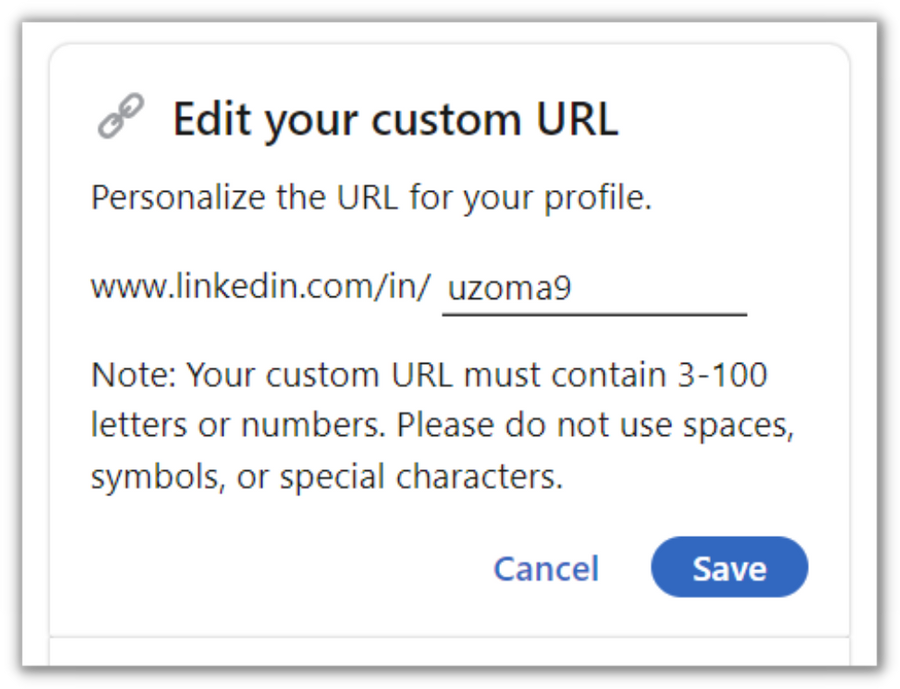 Edit your custom URL
Personalize the URL for your profile.
www.linkedin.com/in/ uzoma9
Note: Your custom URL must contain 3-100
letters or numbers. Please do not use spaces,
symbols, or special characters.
Cancel Save